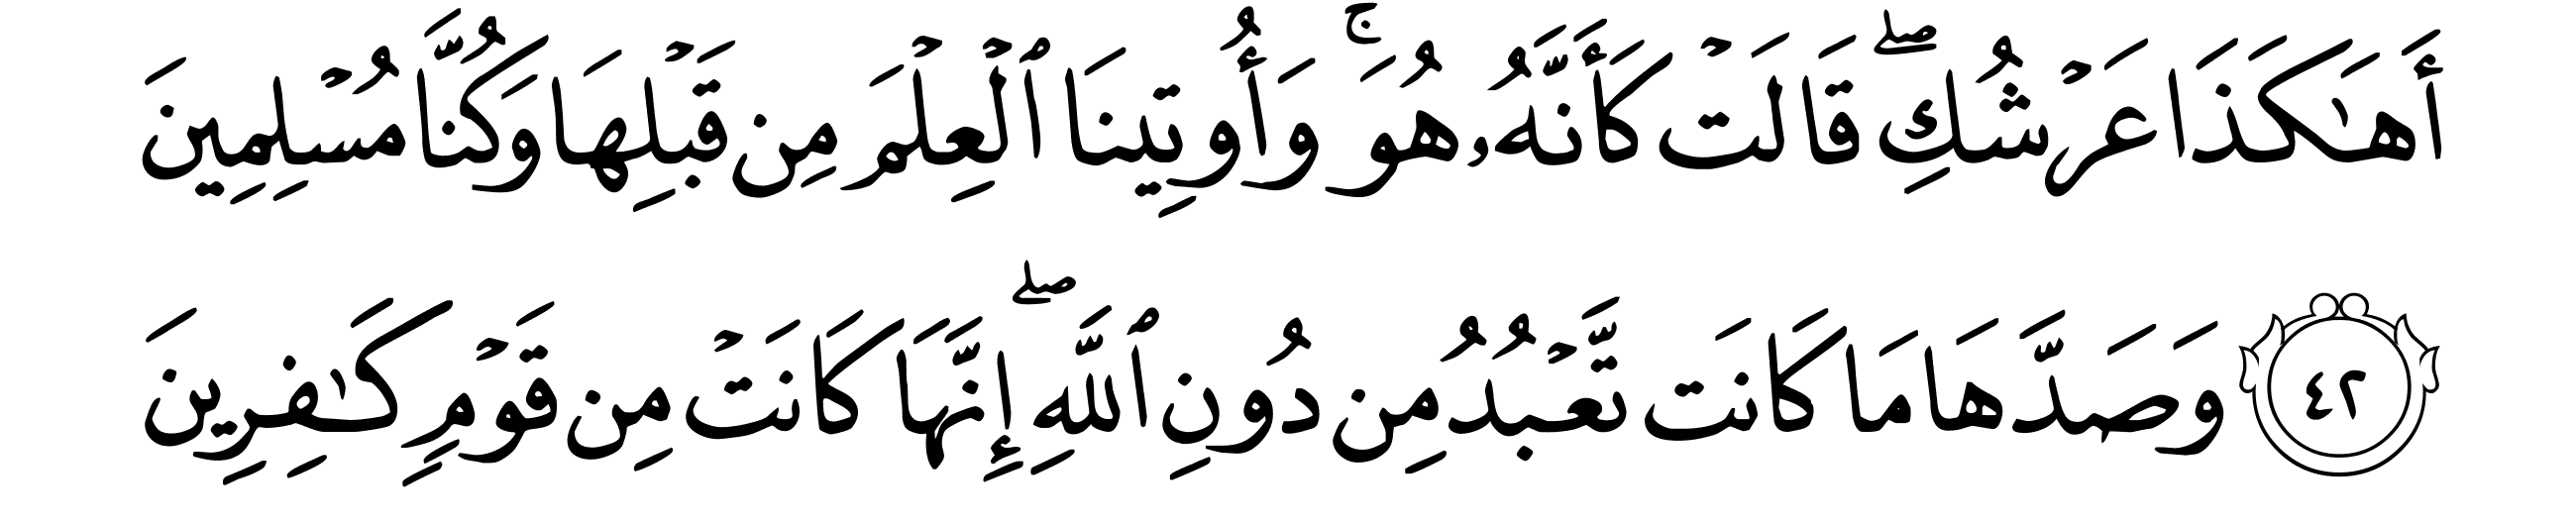 أَهَـٰكَذَا عَرْشُكِ ۖ قَالَتْ كَأَنَّهُۥ هُوَ ۚ وَأُوتِينَا ٱلْعِلْمَ مِن قَبْلِهَا وَكُنَّا مُسْلِمِينَ
٤٢ وَصَدَّهَا مَا كَانَت تَّعْبُدُ مِن دُونِ ٱللَّهِ ۖ إِنَّهَا كَانَتْ مِن قَوْمٍ كَـٰفِرِينَ